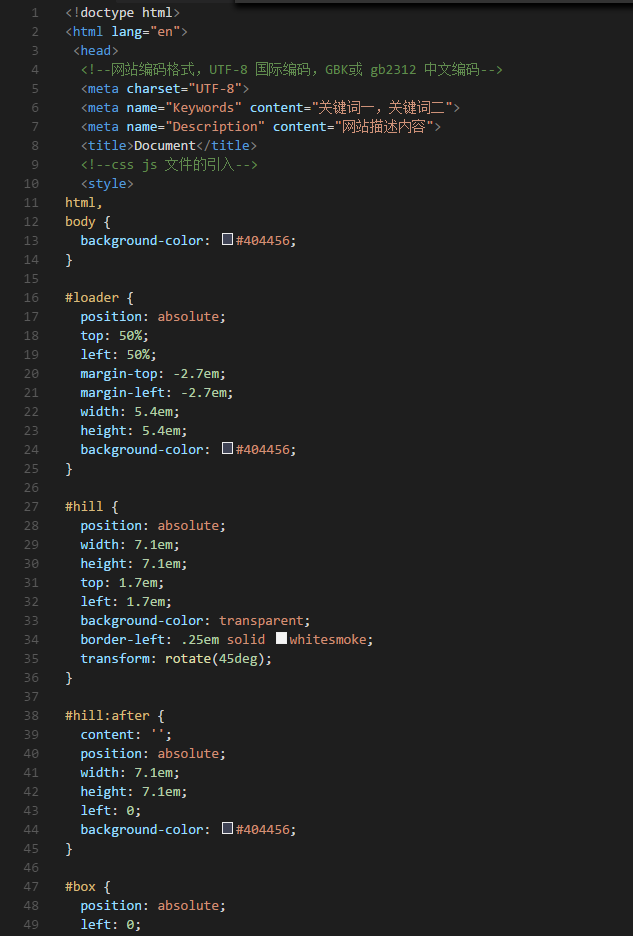 1 <!doctype html>
2 <html lang="en">
3 <head>
4 <!--网站编码格式，UTF-8 国际编码，GBK或 gb2312 中文编码-->
5 <meta charset="UTF-8">
6 <meta name="Keywords" content="关键词一，关键词二">
7 <meta name="Description" content="网站描述内容">
8 <title>Document</title>
9 <!--css js 文件的引入-->
10 <style>
11 html,
12 body {
13 background-color: #404456;
14 }
15
16 #loader {
17 position: absolute;
18 top: 50%;
19 left: 50%;
20 margin-top: -2.7em;
21 margin-left: -2.7em;
22 width: 5.4em;
23 height: 5.4em;
24 background-color: #404456;
25 }
26
27 #hill {
28 position: absolute;
29 width: 7.1em;
30 height: 7.1em;
31 top: 1.7em;
32 left: 1.7em;
33 background-color: transparent;
34 border-left: .25em solid whitesmoke;
35 transform: rotate(45deg);
36 }
37
38 #hill:after {
39 content: '';
40 position: absolute;
41 width: 7.1em;
42 height: 7.1em;
43 left: 0;
44 background-color: #404456;
45 }
46
47 #box {
48 position: absolute;
49 left: 0;